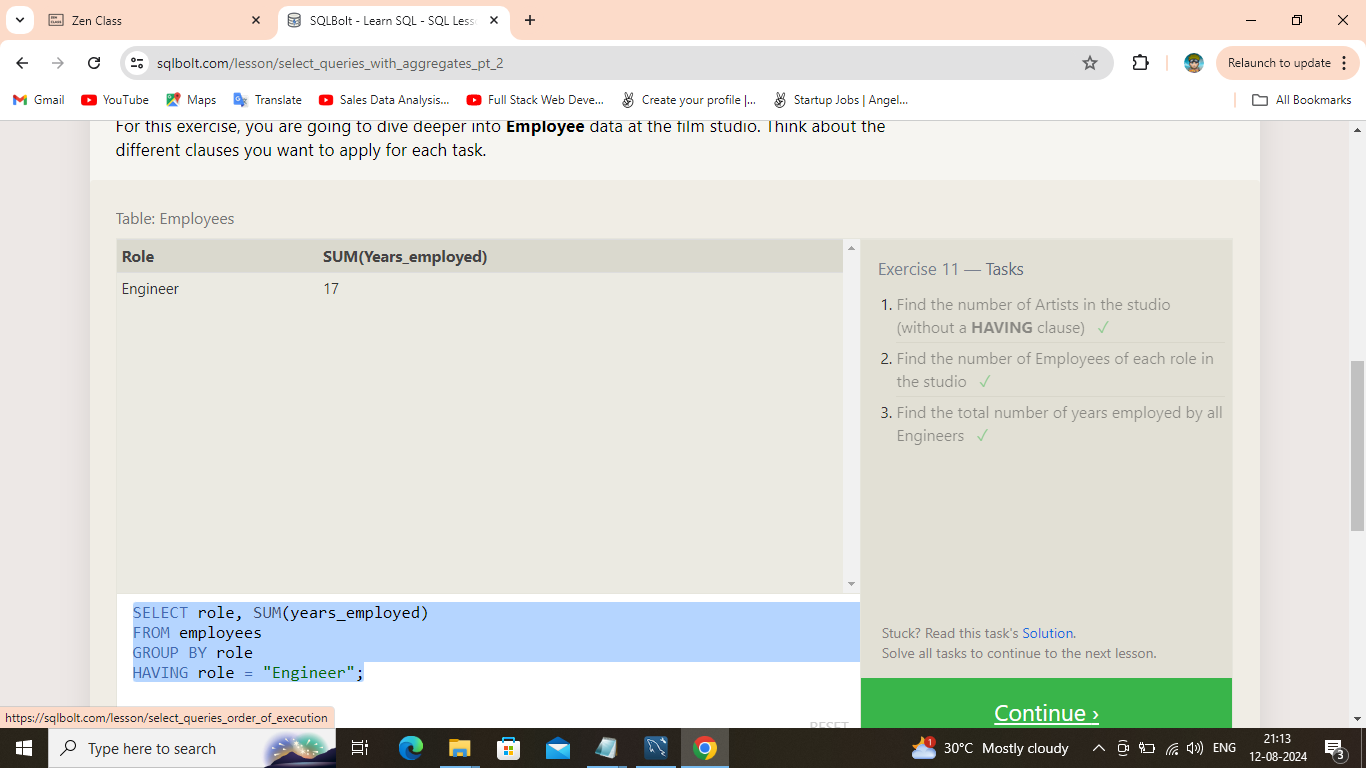 Zen Class
SQLBolt - Learn SQL - SQL Less
sqlbolt.com/lesson/select_queries_with_aggregates_pt_2
Relaunch to update
Gmail
YouTube
Maps
Translate
Sales Data Analysis...
Full Stack Web Deve...
Create your profile |...
Startup Jobs | Angel...
All Bookmarks
For this exercise, you are going to dive deeper into Employee data at the film studio. Think about the
different clauses you want to apply for each task.
Table: Employees
Role SUM(Years_employed)
Engineer 17
Exercise 11 — Tasks
1. Find the number of Artists in the studio
(without a HAVING clause) ✓
2. Find the number of Employees of each role in
the studio ✓
3. Find the total number of years employed by all
Engineers ✓
SELECT role, SUM(years_employed)
FROM employees
GROUP BY role
HAVING role = "Engineer";
Stuck? Read this task's Solution.
Solve all tasks to continue to the next lesson.
Continue ›
RESET
https://sqlbolt.com/lesson/select_queries_order_of_execution
Type here to search
1
30°C Mostly cloudy
ENG
21:13
12-08-2024
3